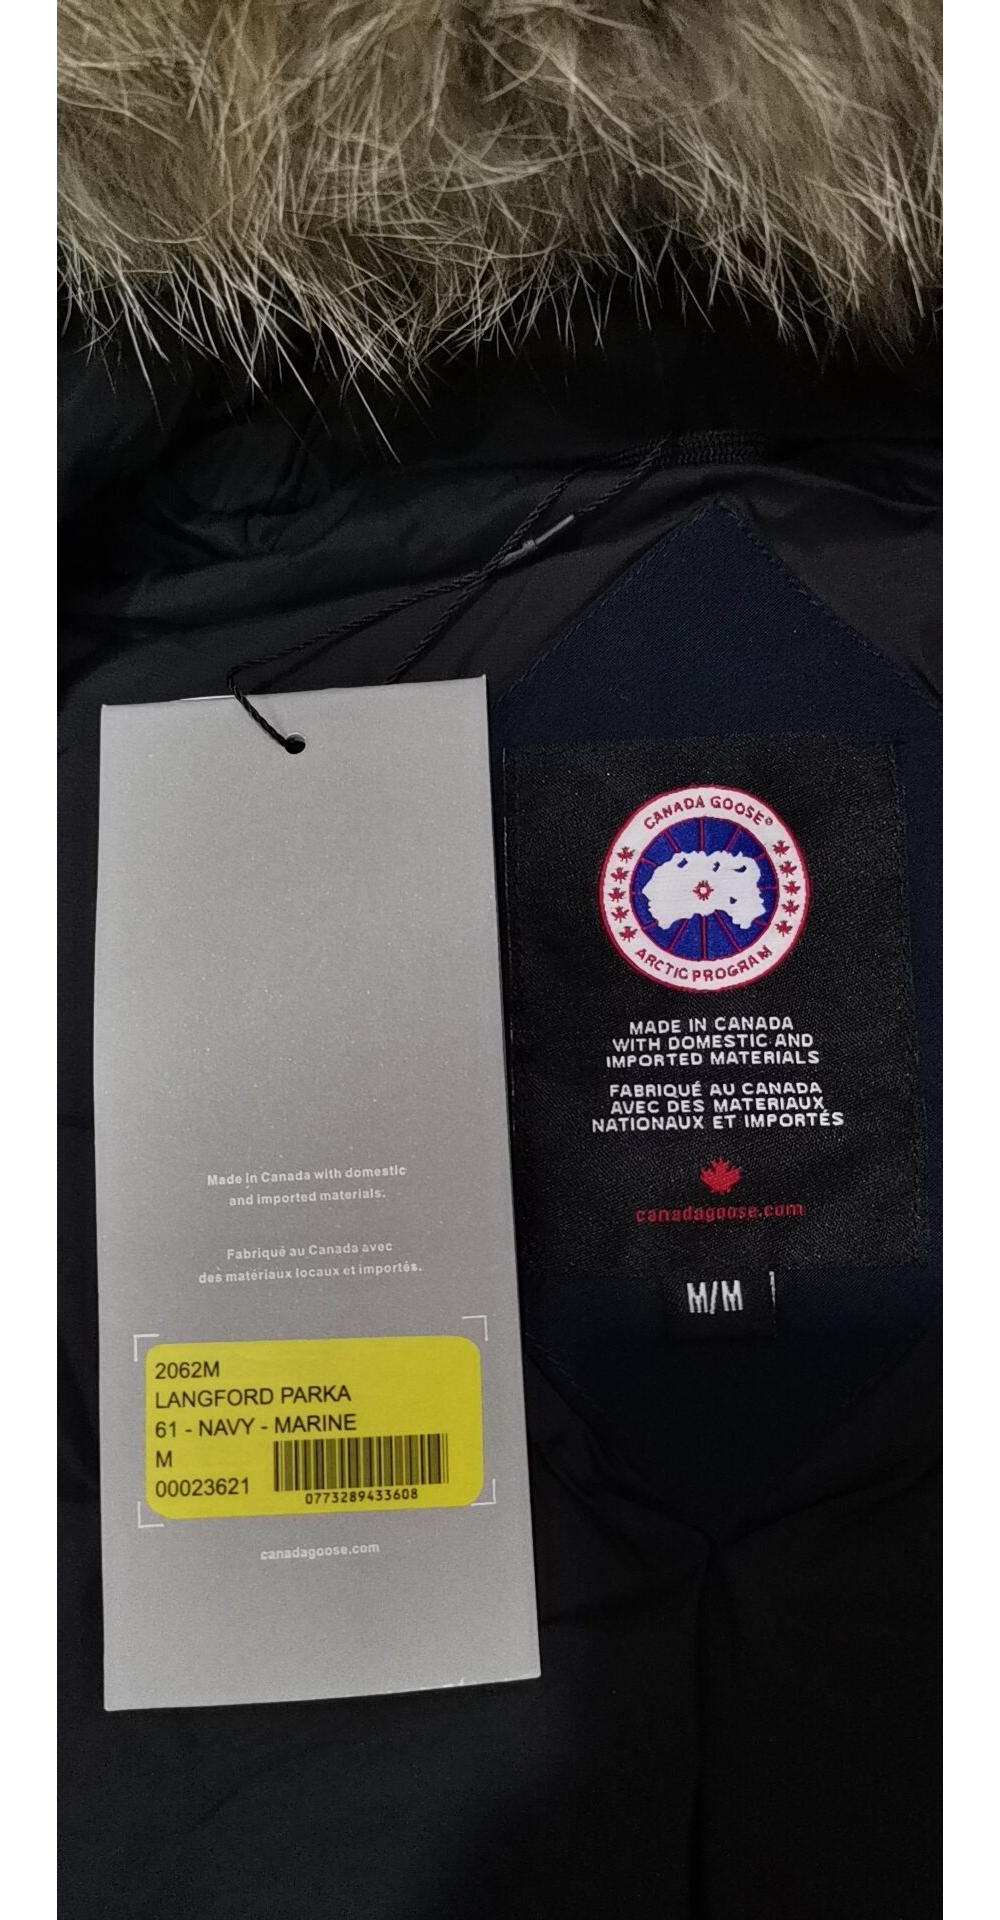 Made in Canada with domestic
and imported materials.
Fabriqué au Canada avec
des matériaux locaux et importés.
2062M
LANGFORD PARKA
61 - NAVY - MARINE
M
00023621
0773289433608
canadagoose.com
CANADA GOOSE®
ARCTIC PROGRAM
MADE IN CANADA
WITH DOMESTIC AND
IMPORTED MATERIALS
FABRIQUÉ AU CANADA
AVEC DES MATERIAUX
NATIONAUX ET IMPORTÉS
canadagoose.com
M/M